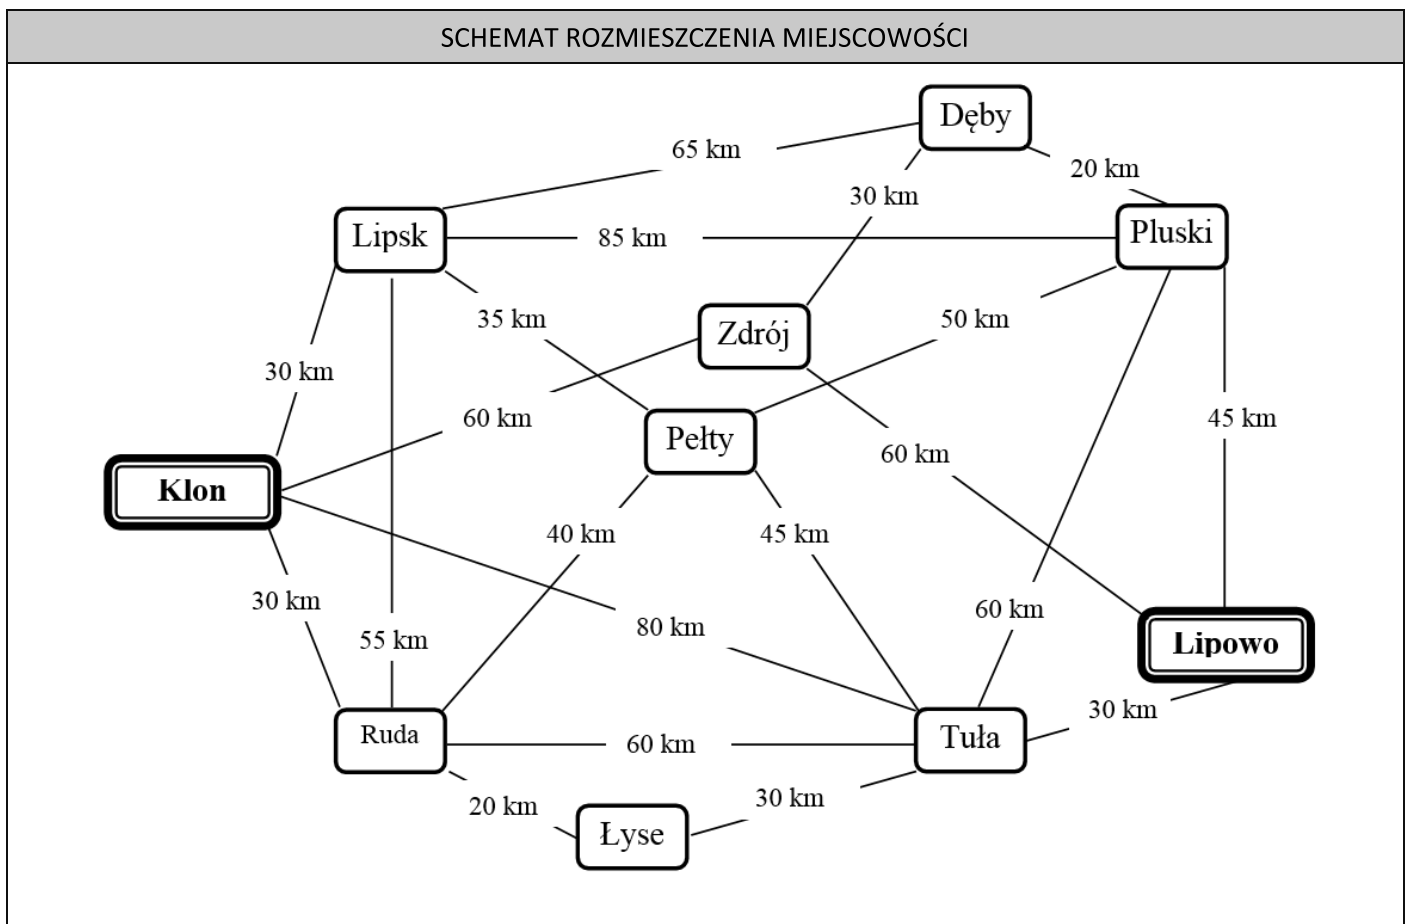 SCHEMAT ROZMIESZCZENIA MIEJSCOWOŚCI
Dęby
65 km
20 km
30 km
Lipsk
85 km
Pluski
35 km
Zdrój
50 km
30 km
60 km
Pełty
45 km
60 km
Klon
40 km
45 km
30 km
80 km
55 km
60 km
Lipowo
30 km
Ruda
60 km
Tuła
20 km
30 km
Łyse